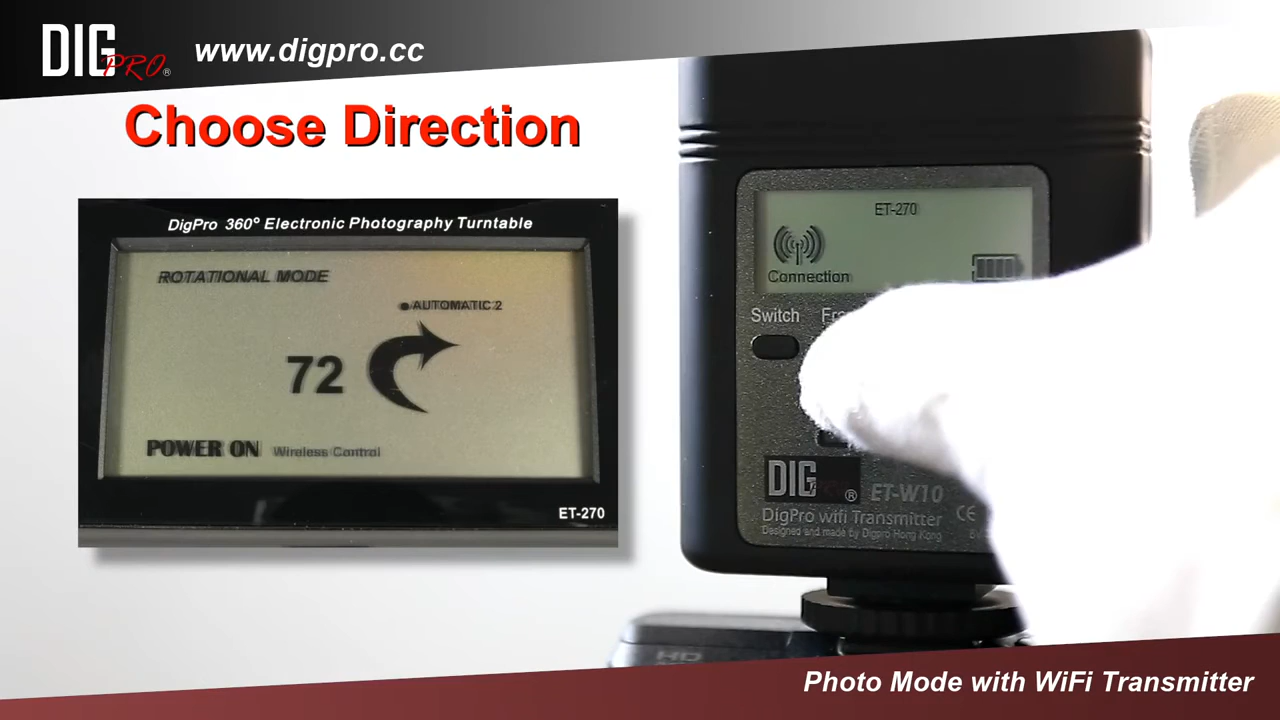 DIG PRO® www.digpro.cc
Choose Direction
DigPro 360° Electronic Photography Turntable
ROTATIONAL MODE
AUTOMATIC 2
72
POWER ON Wireless Control
ET-270
ET-270
Connection
Switch
DIG ® ET-W10
DigPro wifi Transmitter CE
Designed and made by Digpro Hong Kong
HD
Photo Mode with WiFi Transmitter